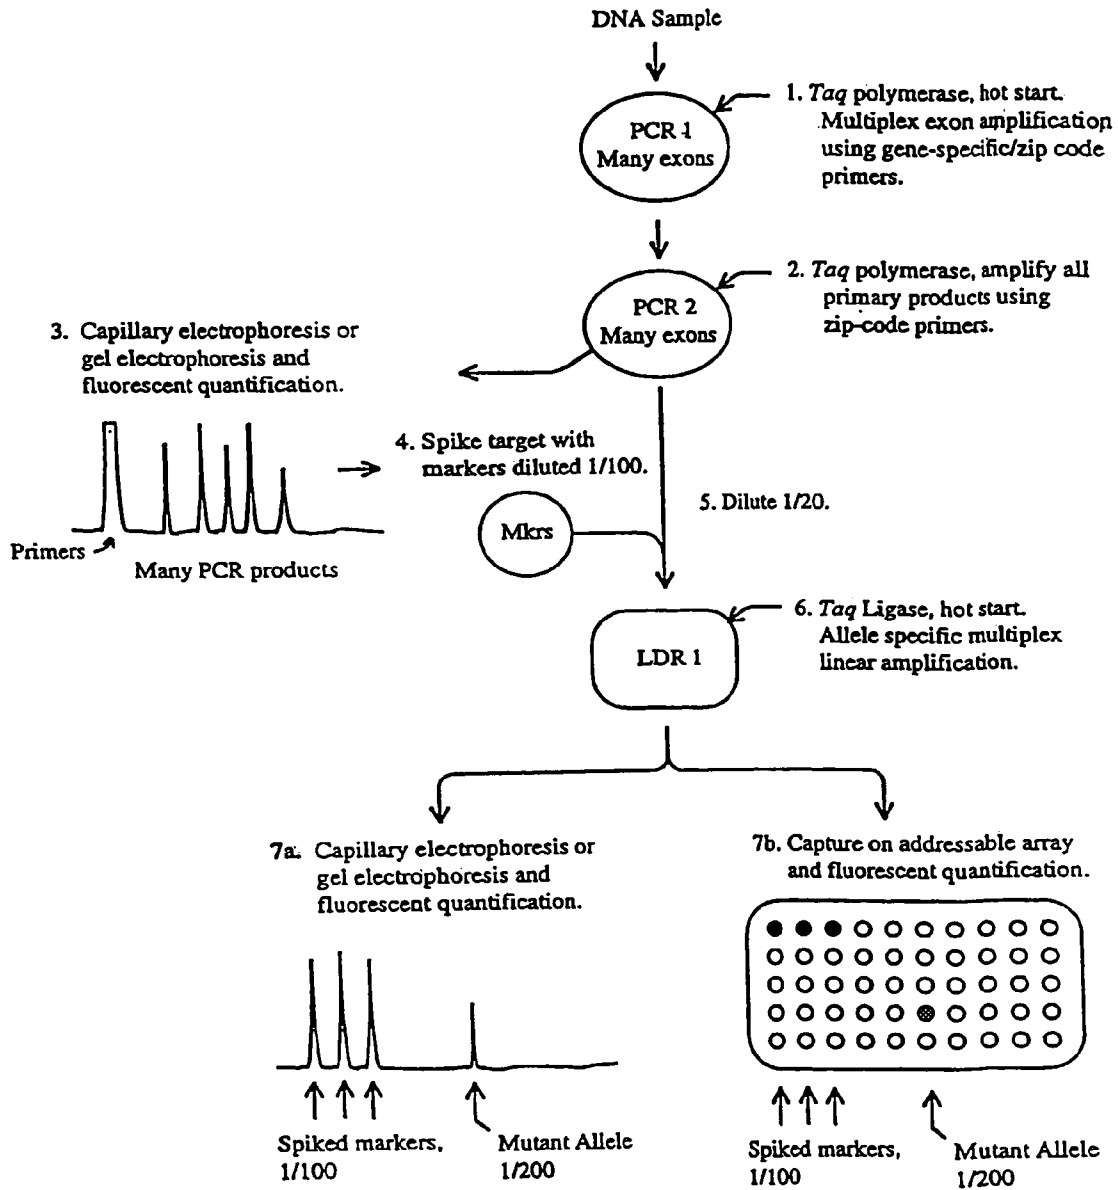 DNA Sample
PCR 1
Many exons
1. Taq polymerase, hot start.
Multiplex exon amplification
using gene-specific/zip code
primers.
PCR 2
Many exons
2. Taq polymerase, amplify all
primary products using
zip-code primers.
3. Capillary electrophoresis or
gel electrophoresis and
fluorescent quantification.
Primers
Many PCR products
4. Spike target with
markers diluted 1/100.
Mkrs
5. Dilute 1/20.
LDR 1
6. Taq Ligase, hot start.
Allele specific multiplex
linear amplification.
7a. Capillary electrophoresis or
gel electrophoresis and
fluorescent quantification.
Spiked markers,
1/100
Mutant Allele
1/200
7b. Capture on addressable array
and fluorescent quantification.
Spiked markers,
1/100
Mutant Allele
1/200